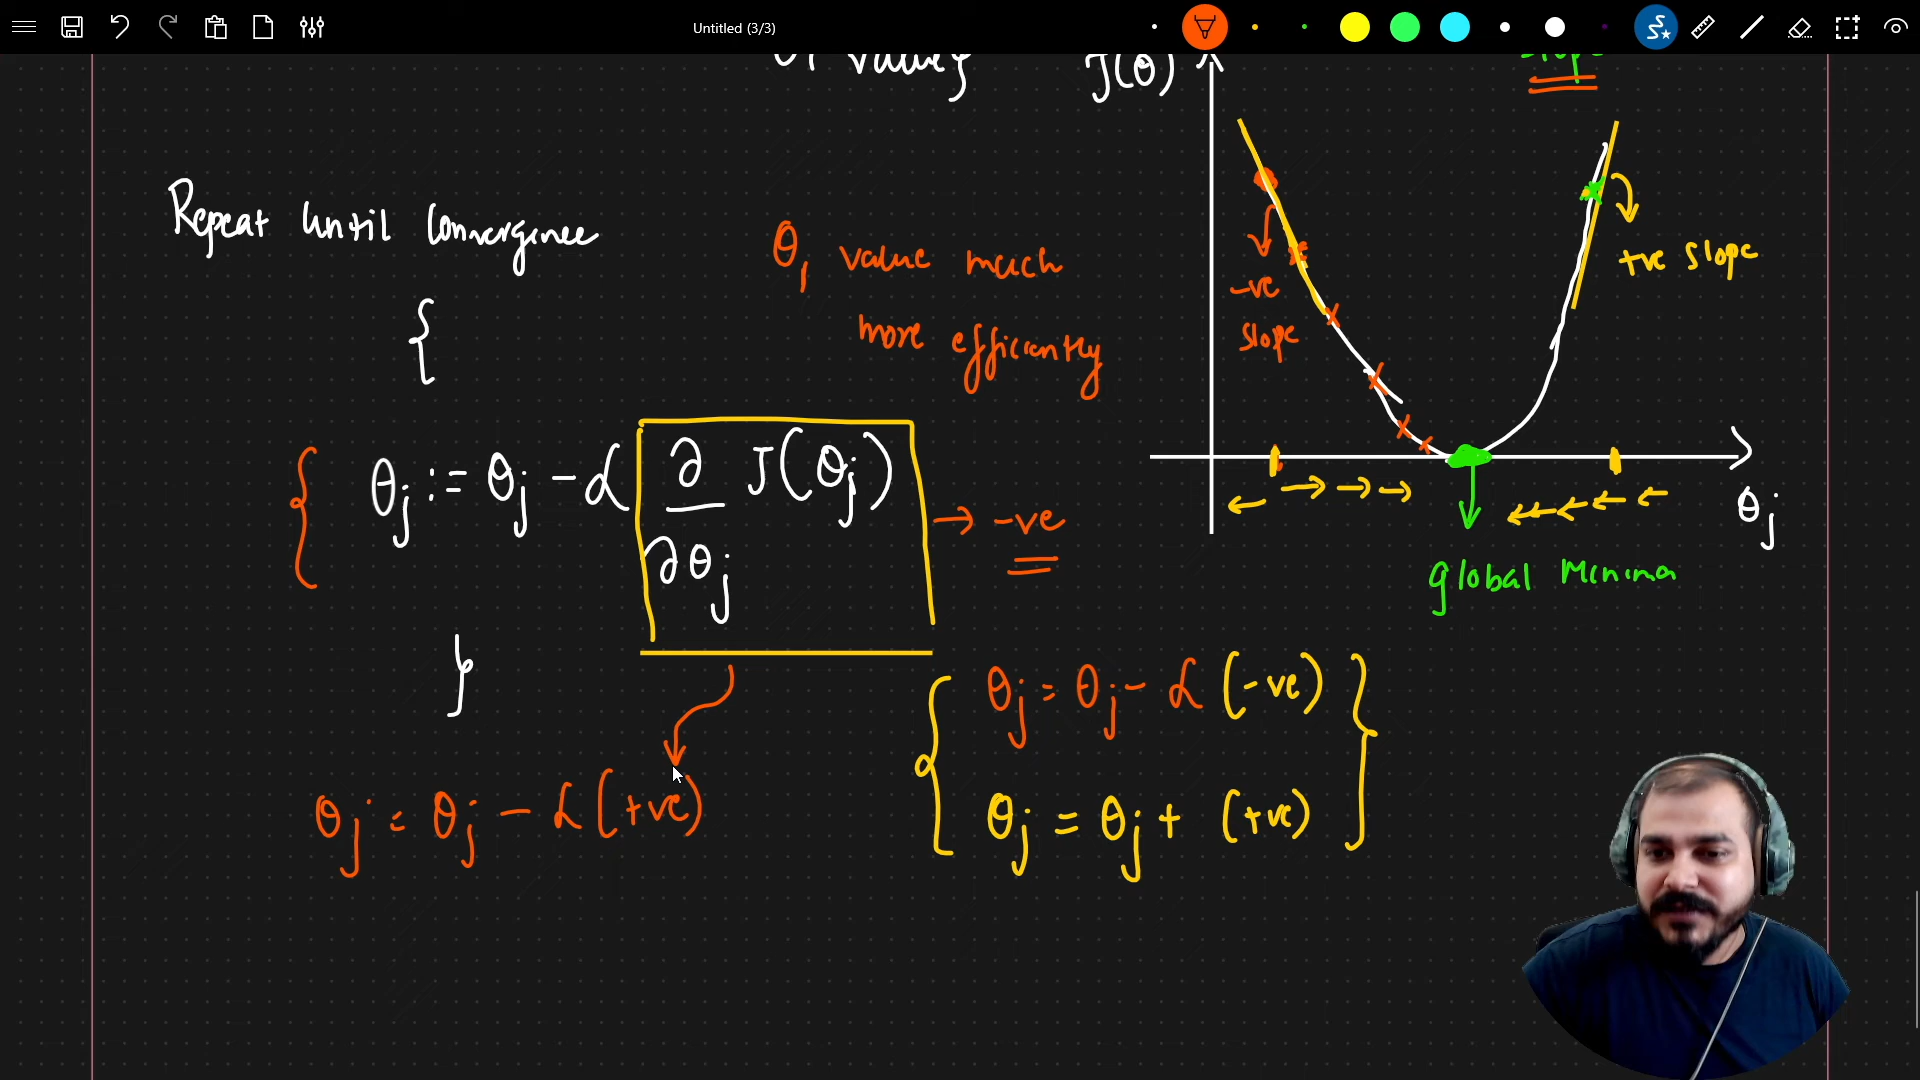 Untitled (3/3)
J(θ)
Repeat Until Convergence
{
θ1 value much
more efficiently
-ve
slope
+ve slope
θj := θj - α ∂/∂θj J(θj) → -ve
θj
global Minima
}
{ θj = θj - α (-ve) }
θj = θj - α (+ve)
θj = θj + (+ve)